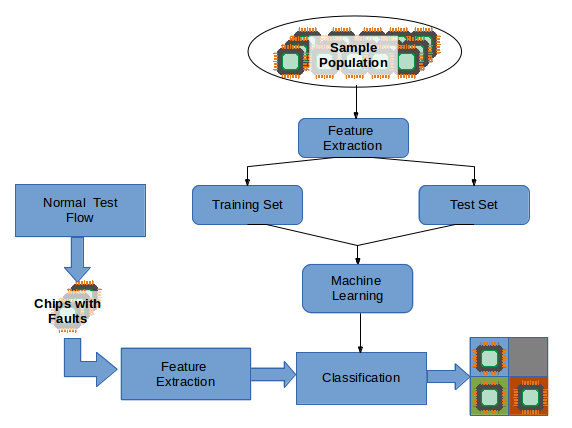 Sample
Population
Feature
Extraction
Training Set
Test Set
Normal Test
Flow
Machine
Learning
Chips with
Faults
Feature
Extraction
Classification